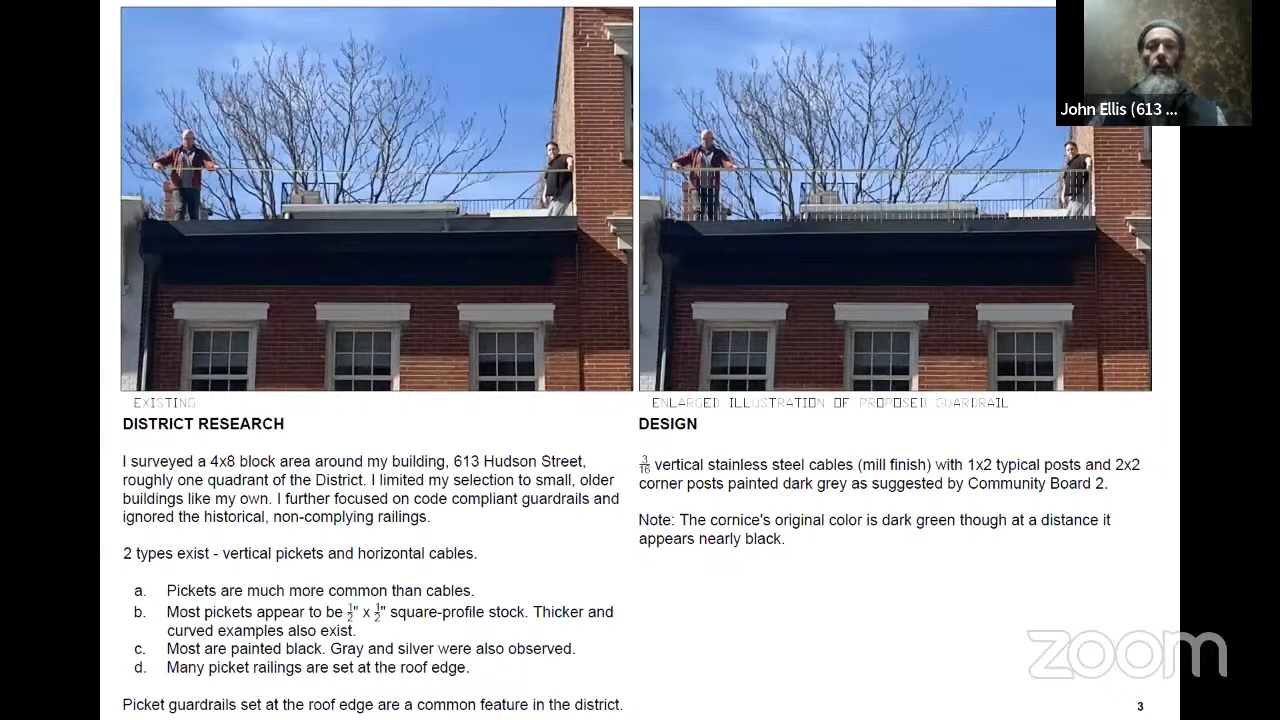 John Ellis (613 ...
EXISTING
ENLARGED ILLUSTRATION OF PROPOSED GUARDRAIL
DISTRICT RESEARCH
I surveyed a 4x8 block area around my building, 613 Hudson Street,
roughly one quadrant of the District. I limited my selection to small, older
buildings like my own. I further focused on code compliant guardrails and
ignored the historical, non-complying railings.
2 types exist - vertical pickets and horizontal cables.
a. Pickets are much more common than cables.
b. Most pickets appear to be 1/2" x 1/2" square-profile stock. Thicker and
curved examples also exist.
c. Most are painted black. Gray and silver were also observed.
d. Many picket railings are set at the roof edge.
Picket guardrails set at the roof edge are a common feature in the district.
DESIGN
3/16 vertical stainless steel cables (mill finish) with 1x2 typical posts and 2x2
corner posts painted dark grey as suggested by Community Board 2.
Note: The cornice's original color is dark green though at a distance it
appears nearly black.
zoom
3